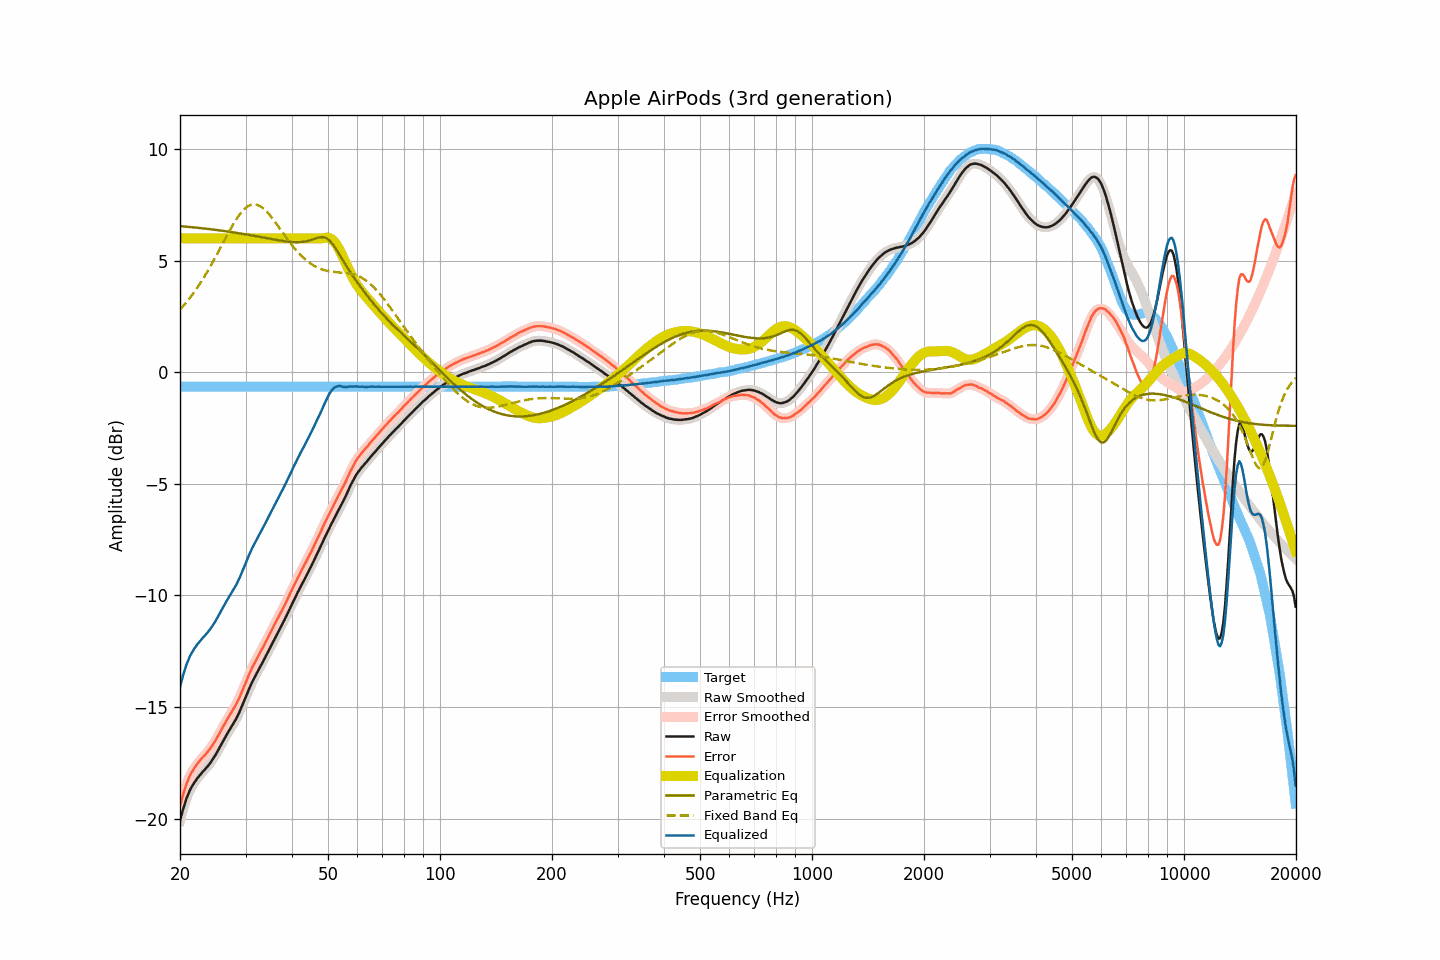 Apple AirPods (3rd generation)
10
5
0
−5
−10
−15
−20
Amplitude (dBr)
Target
Raw Smoothed
Error Smoothed
Raw
Error
Equalization
Parametric Eq
Fixed Band Eq
Equalized
20 50 100 200 500 1000 2000 5000 10000 20000
Frequency (Hz)